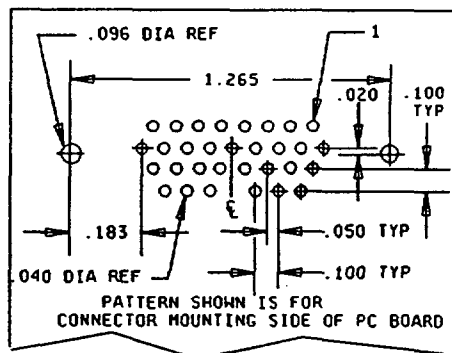 .096 DIA REF
1
1.265
.020
.100
TYP
.183
℄
.050 TYP
.040 DIA REF
.100 TYP
PATTERN SHOWN IS FOR
CONNECTOR MOUNTING SIDE OF PC BOARD